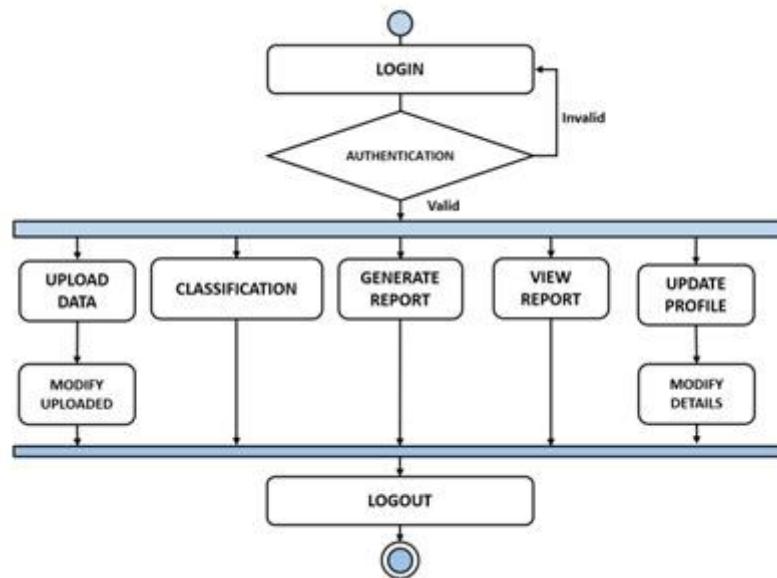 LOGIN
Invalid
AUTHENTICATION
Valid
UPLOAD
DATA
CLASSIFICATION
GENERATE
REPORT
VIEW
REPORT
UPDATE
PROFILE
MODIFY
UPLOADED
MODIFY
DETAILS
LOGOUT